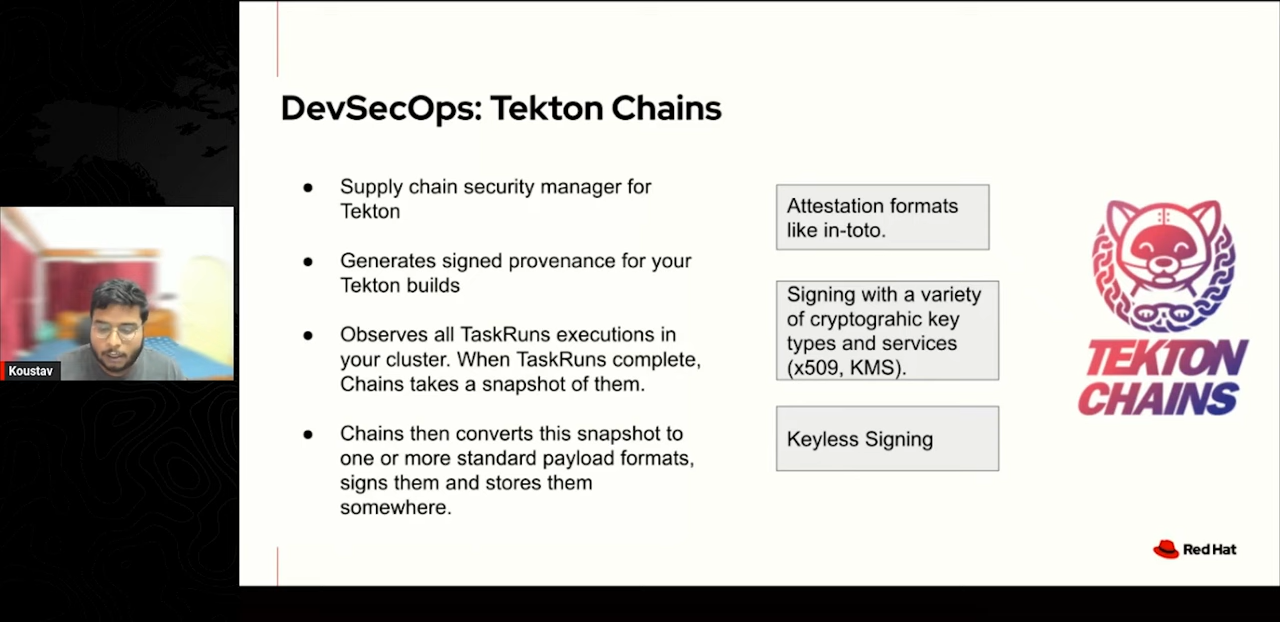 DevSecOps: Tekton Chains
● Supply chain security manager for
Tekton
● Generates signed provenance for your
Tekton builds
● Observes all TaskRuns executions in
your cluster. When TaskRuns complete,
Chains takes a snapshot of them.
● Chains then converts this snapshot to
one or more standard payload formats,
signs them and stores them
somewhere.
Attestation formats
like in-toto.
Signing with a variety
of cryptograhic key
types and services
(x509, KMS).
Keyless Signing
TEKTON
CHAINS
Red Hat
Koustav